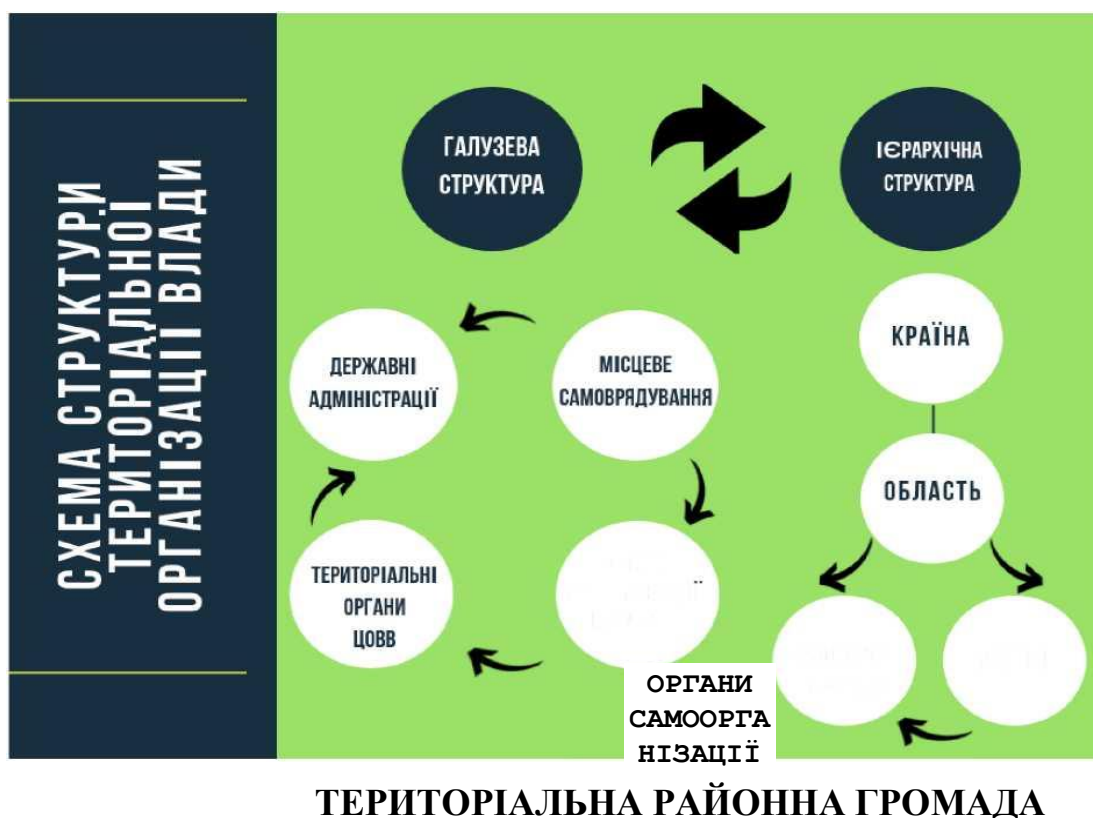 СХЕМА СТРУКТУРИ
ТЕРИТОРІАЛЬНОЇ
ОРГАНІЗАЦІЇ ВЛАДИ
ГАЛУЗЕВА
СТРУКТУРА
ІЄРАРХІЧНА
СТРУКТУРА
ДЕРЖАВНІ
АДМІНІСТРАЦІЇ
МІСЦЕВЕ
САМОВРЯДУВАННЯ
КРАЇНА
ОБЛАСТЬ
ТЕРИТОРІАЛЬНІ
ОРГАНИ
ЦОВВ
ОРГАНИ
САМООРГА
НІЗАЦІЇ
ТЕРИТОРІАЛЬНА РАЙОННА ГРОМАДА